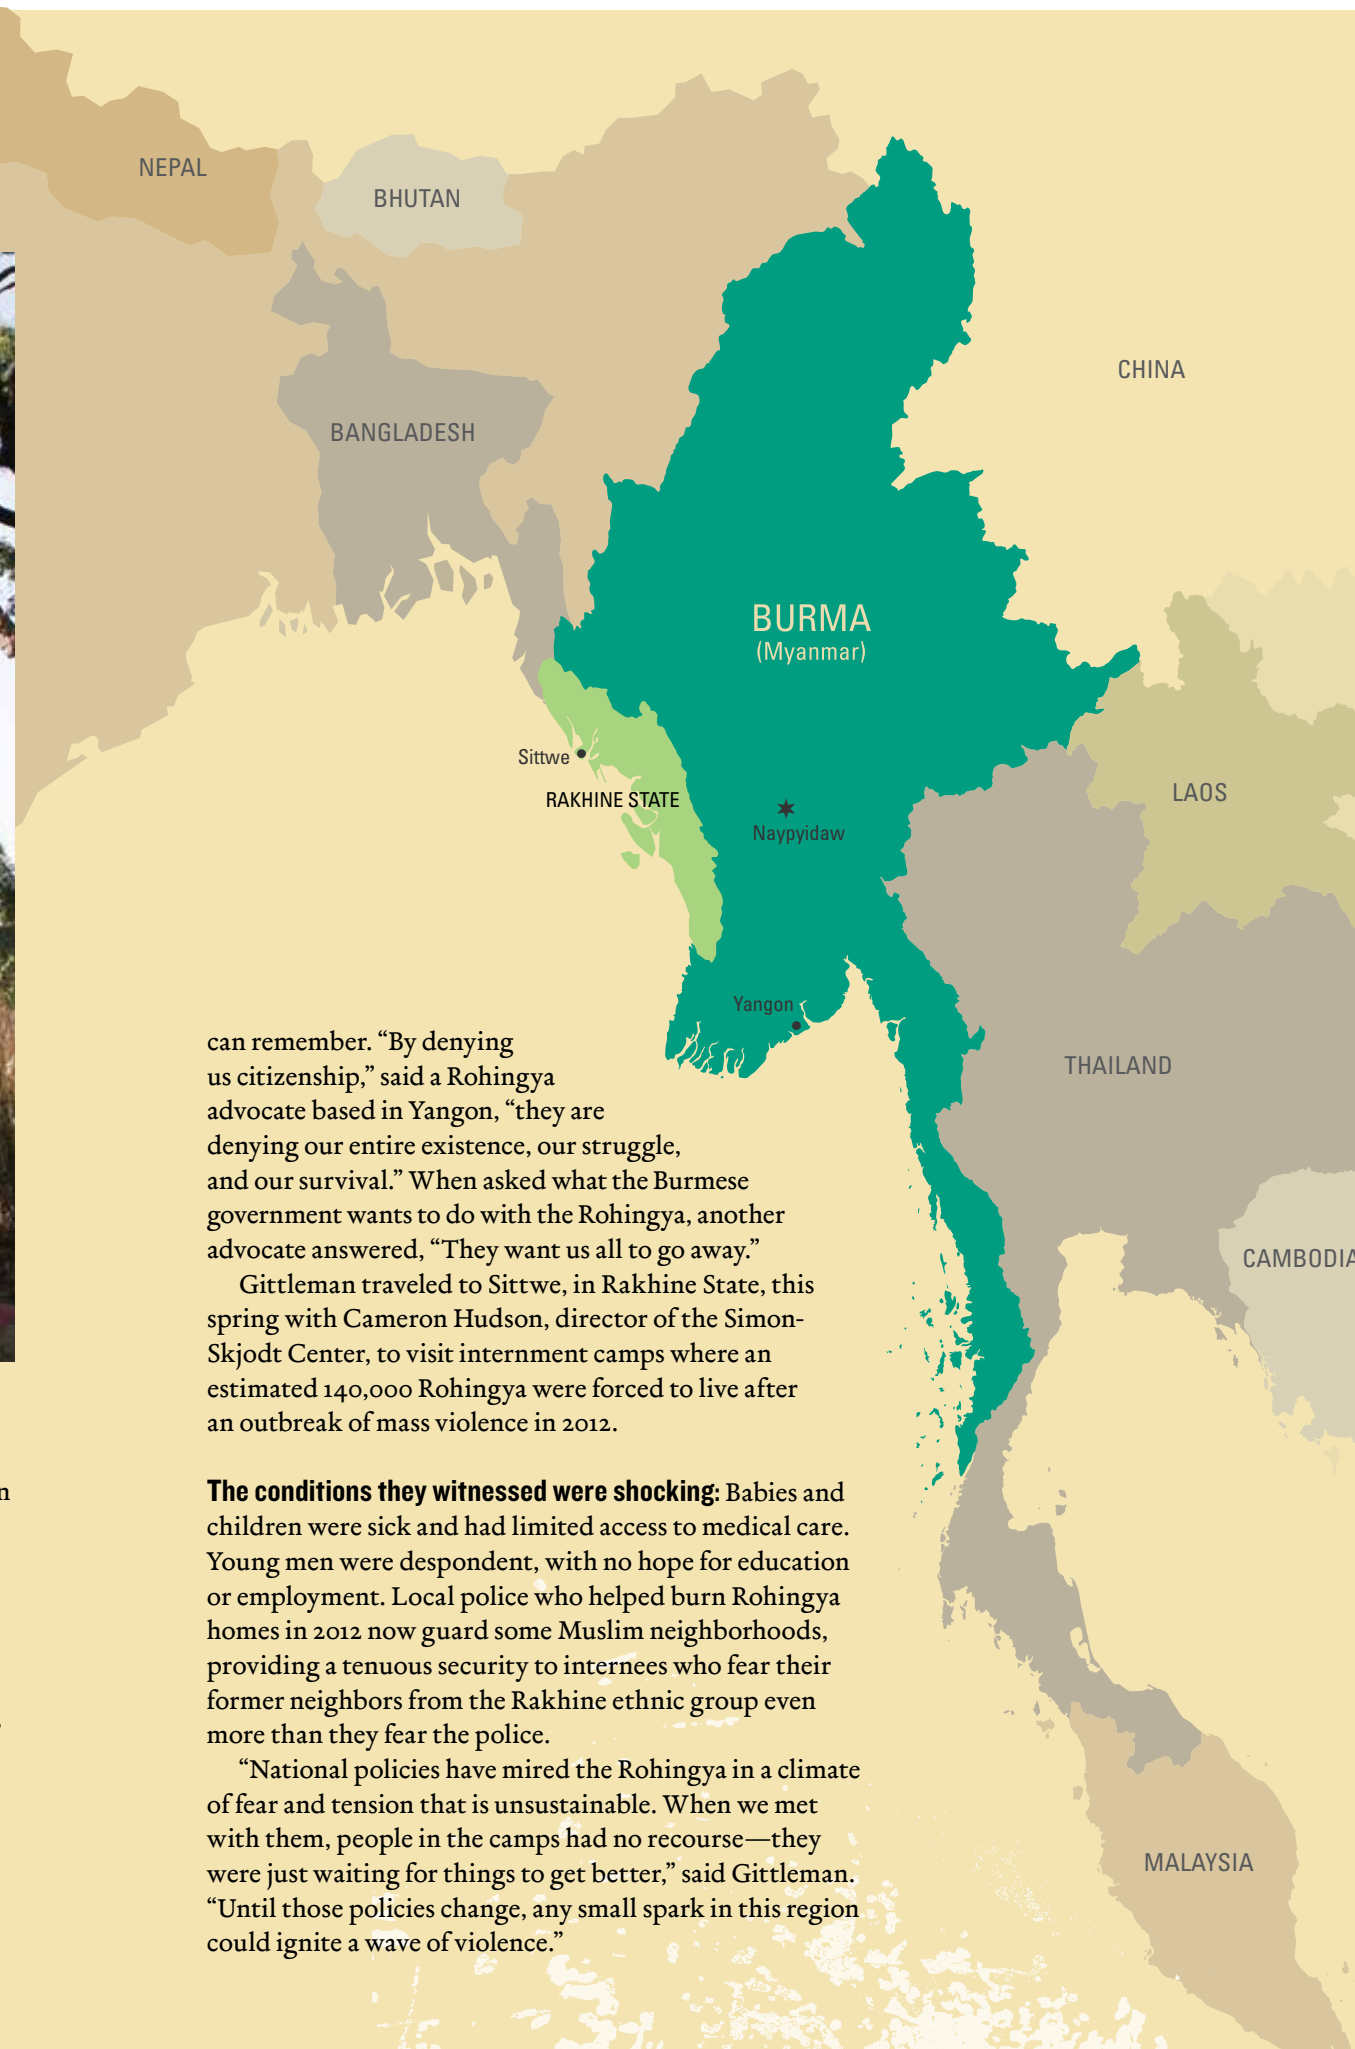 NEPAL
BHUTAN
CHINA
BANGLADESH
BURMA
(Myanmar)
Sittwe
RAKHINE STATE
LAOS
Naypyidaw
Yangon
THAILAND
CAMBODIA
MALAYSIA
can remember. “By denying
us citizenship,” said a Rohingya
advocate based in Yangon, “they are
denying our entire existence, our struggle,
and our survival.” When asked what the Burmese
government wants to do with the Rohingya, another
advocate answered, “They want us all to go away.”
Gittleman traveled to Sittwe, in Rakhine State, this
spring with Cameron Hudson, director of the Simon-
Skjodt Center, to visit internment camps where an
estimated 140,000 Rohingya were forced to live after
an outbreak of mass violence in 2012.
The conditions they witnessed were shocking: Babies and
children were sick and had limited access to medical care.
Young men were despondent, with no hope for education
or employment. Local police who helped burn Rohingya
homes in 2012 now guard some Muslim neighborhoods,
providing a tenuous security to internees who fear their
former neighbors from the Rakhine ethnic group even
more than they fear the police.
“National policies have mired the Rohingya in a climate
of fear and tension that is unsustainable. When we met
with them, people in the camps had no recourse—they
were just waiting for things to get better,” said Gittleman.
“Until those policies change, any small spark in this region
could ignite a wave of violence.”